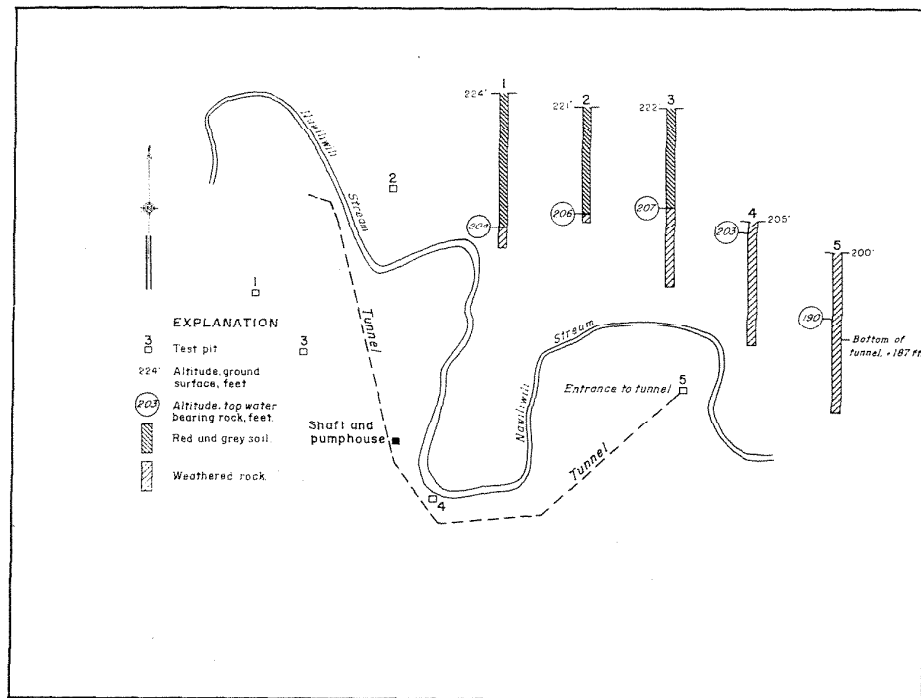 1
224'
2
221'
3
222
4
205'
5
200'
206
207
203
190
Bottom of
tunnel, +187 ft
Stream
2
1
Tunnel
EXPLANATION
3
Test pit
3
224'
Altitude, ground
surface, feet
203
Altitude, top water
bearing rock, feet.
Red and grey soil
Weathered rock.
Shaft and
pumphouse
4
Stream
Nawiliwili
Entrance to tunnel
5
Tunnel